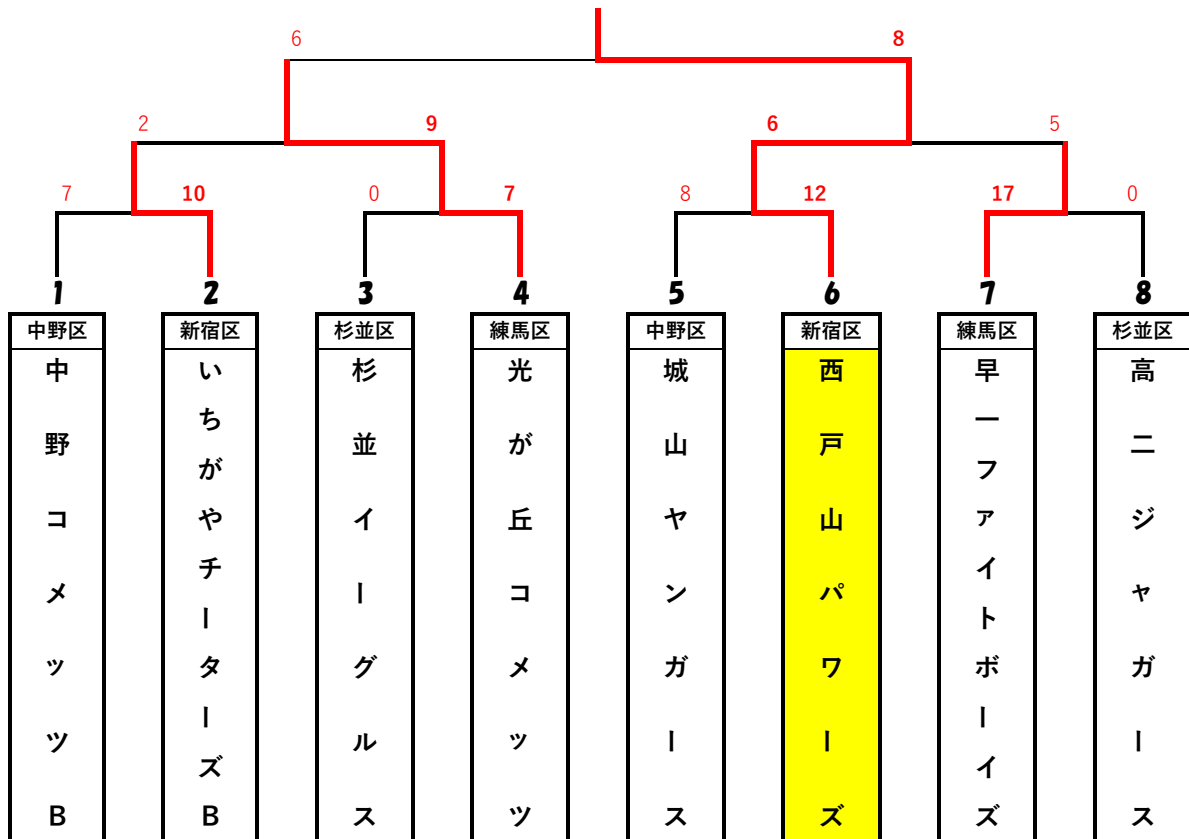 6 8
2 9 6 5
7 10 0 7 8 12 17 0
1 2 3 4 5 6 7 8
中野区 新宿区 杉並区 練馬区 中野区 新宿区 練馬区 杉並区
中野コメッツB
いちがやチーターズB
杉並イーグルス
光が丘コメッツ
城山ヤンガース
西戸山パワーズ
早一ファイトボーイズ
高二ジャガース